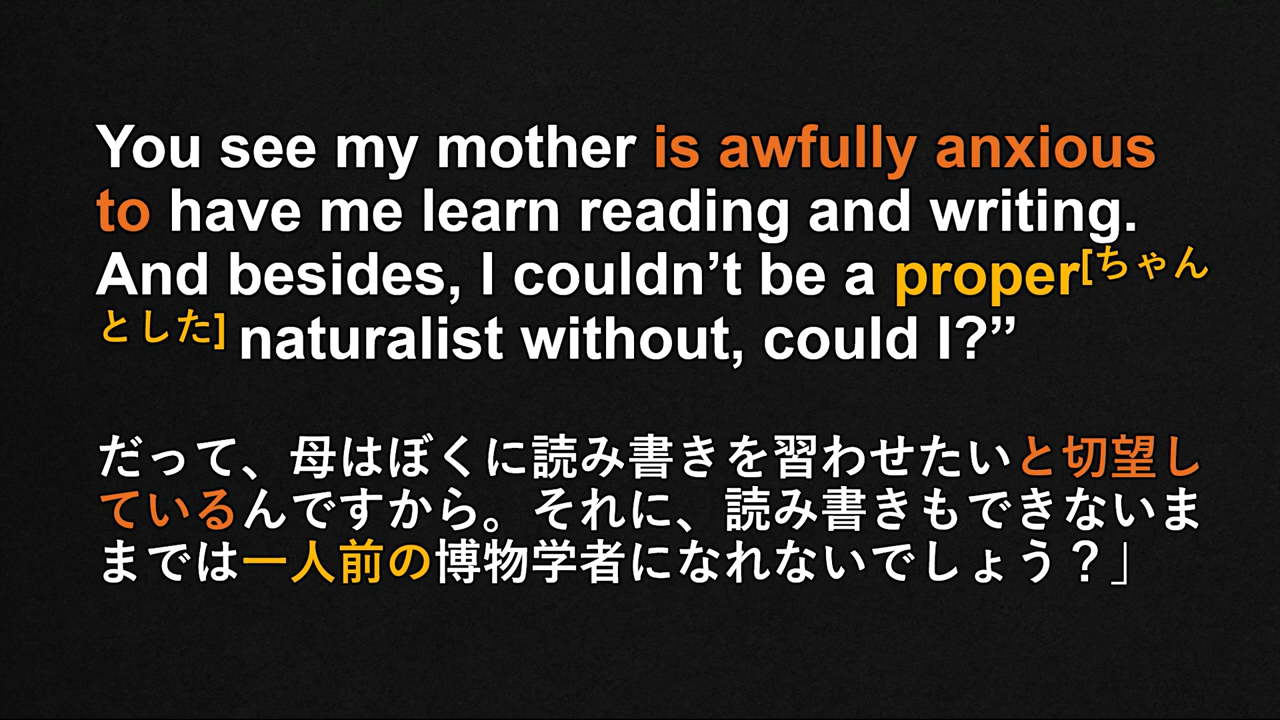 You see my mother is awfully anxious
to have me learn reading and writing.
And besides, I couldn’t be a proper[ちゃん
とした] naturalist without, could I?”
だって、母はぼくに読み書きを習わせたいと切望し
ているんですから。それに、読み書きもできないま
までは一人前の博物学者になれないでしょう？」